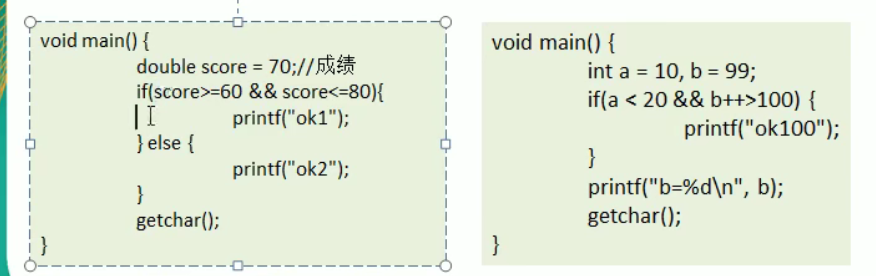 void main() {
double score = 70;//成绩
if(score>=60 && score<=80){
printf("ok1");
} else {
printf("ok2");
}
getchar();
}
void main() {
int a = 10, b = 99;
if(a < 20 && b++>100) {
printf("ok100");
}
printf("b=%d\n", b);
getchar();
}